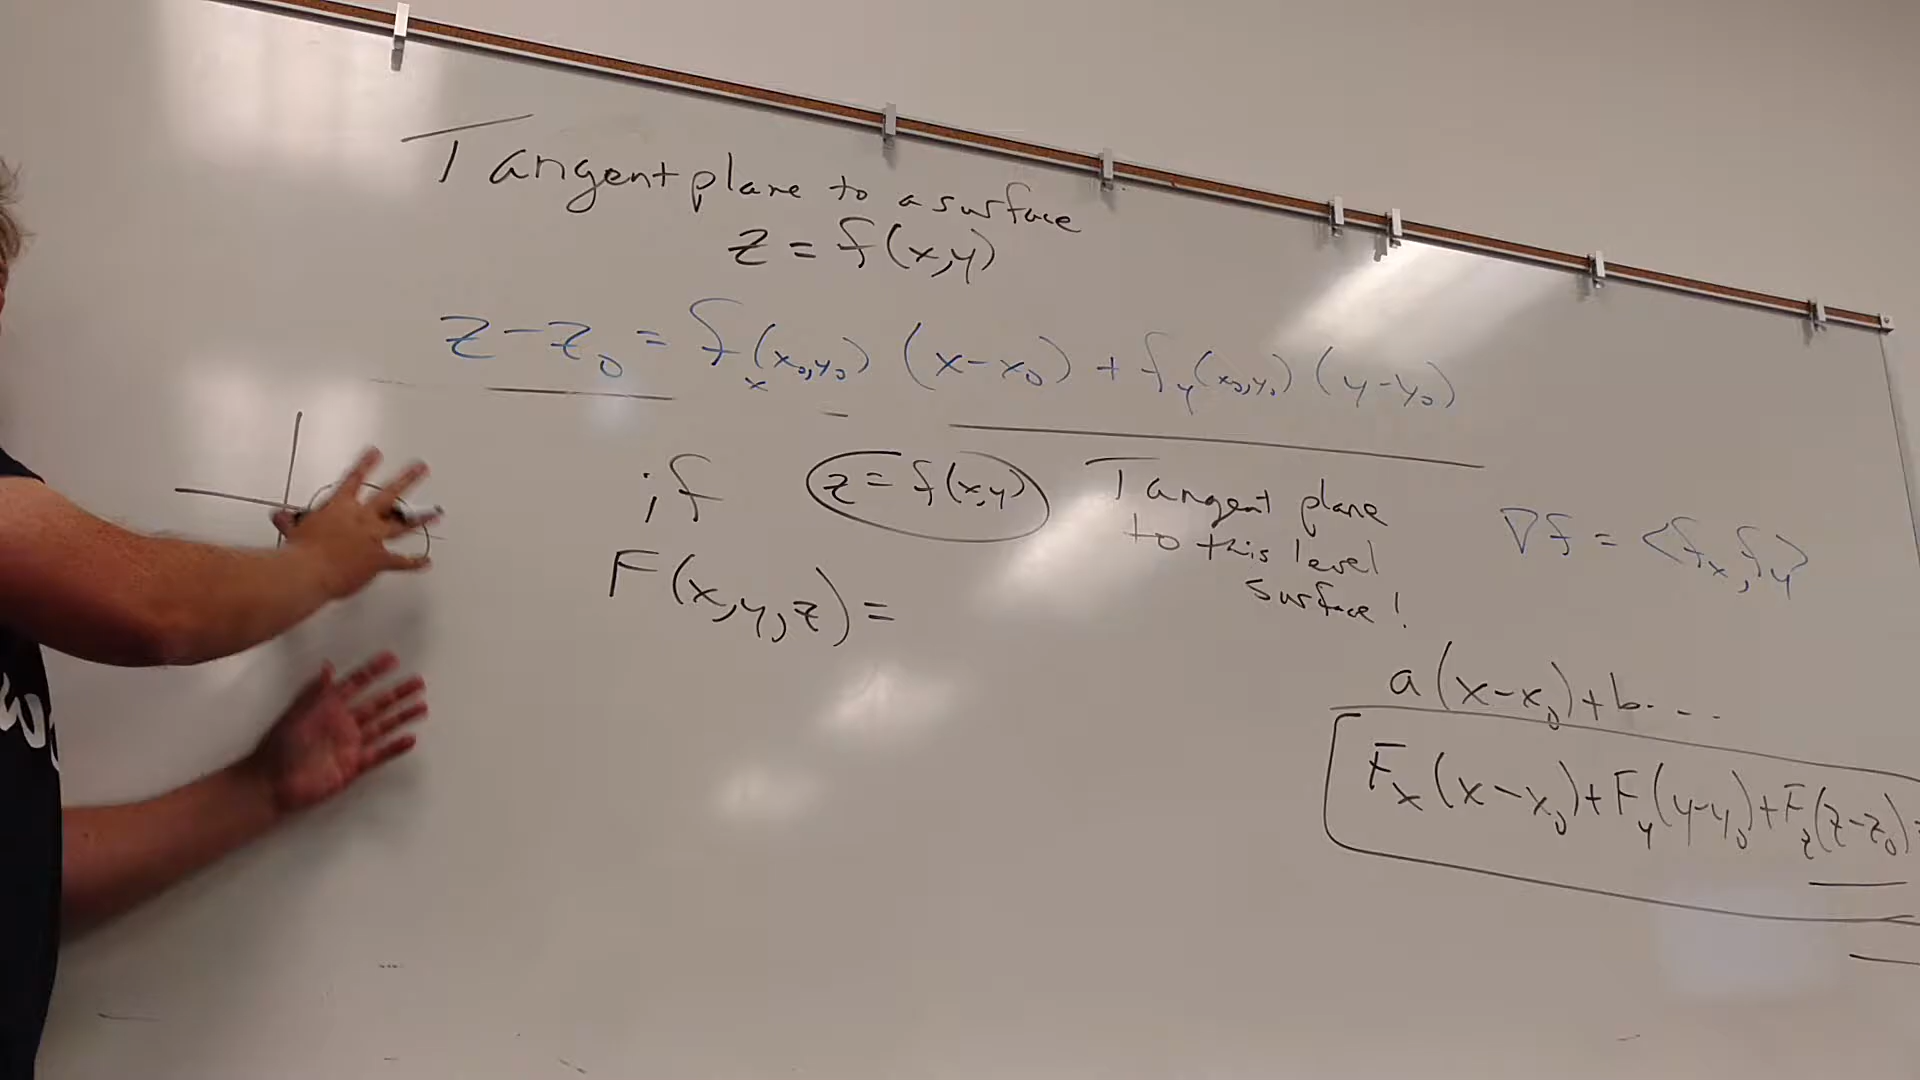 Tangent plane to a surface
z = f(x,y)
z - z₀ = fₓ(x₀,y₀) (x - x₀) + f_y(x₀,y₀) (y - y₀)
if z = f(x,y)
Tangent plane
to this level
surface!
∇f = <fₓ, f_y>
F(x,y,z) =
a(x-x₀)+b...
Fₓ(x-x₀)+F_y(y-y₀)+F_z(z-z₀)=